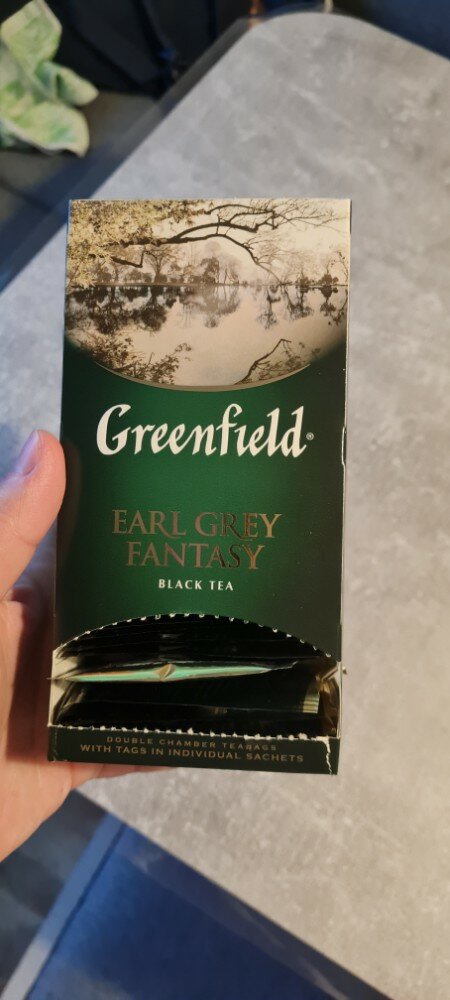 Greenfield®
EARL GREY
FANTASY
BLACK TEA
DOUBLE CHAMBER TEABAGS
WITH TAGS IN INDIVIDUAL SACHETS